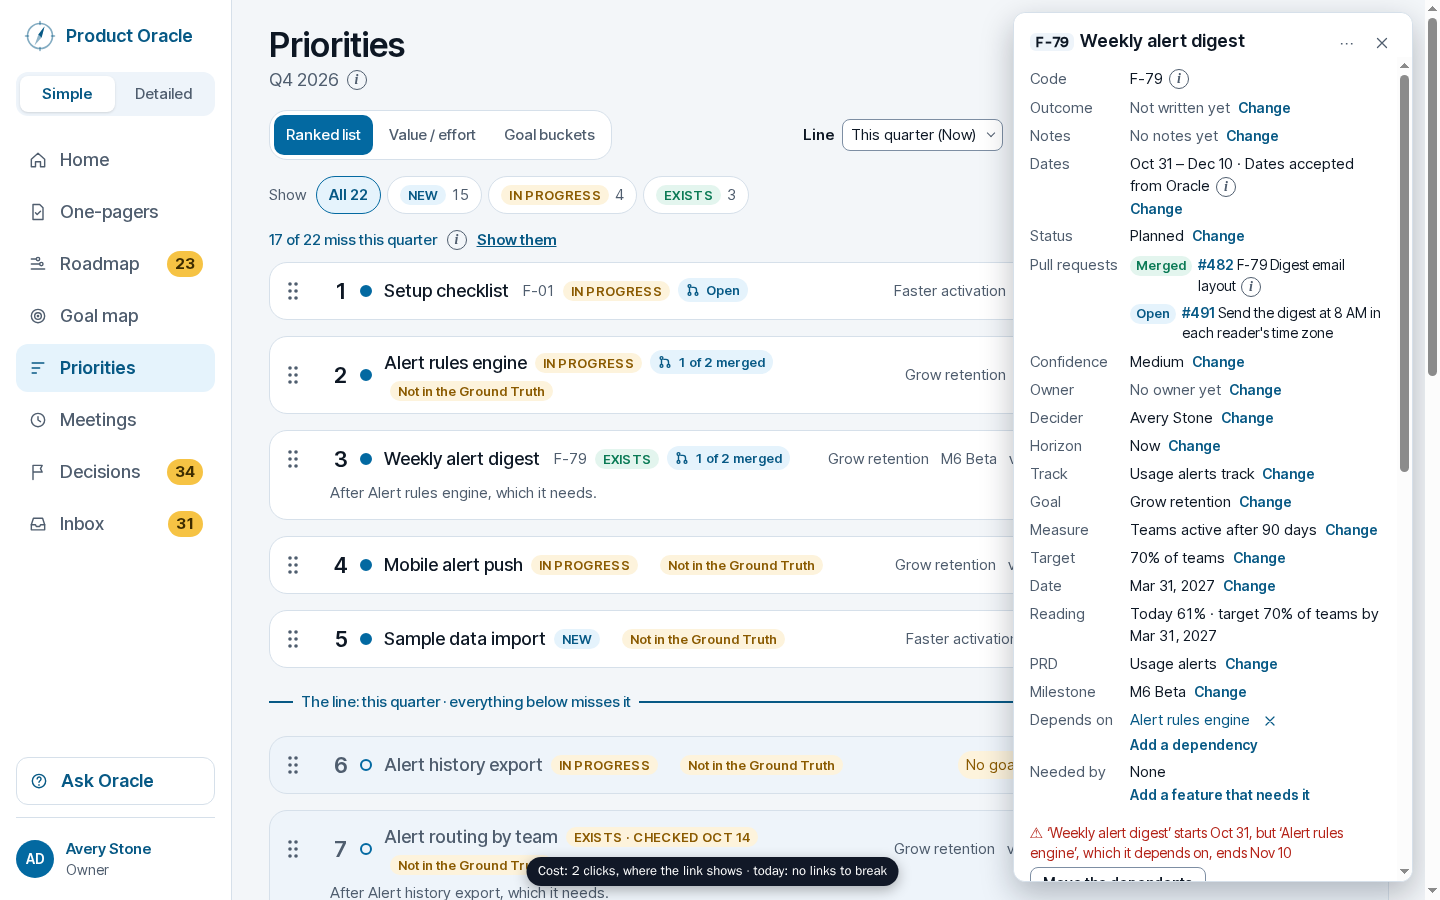 Product Oracle
Simple
Detailed
Home
One-pagers
Roadmap 23
Goal map
Priorities
Meetings
Decisions 34
Inbox 31
Ask Oracle
AD
Avery Stone
Owner
Priorities
Q4 2026 i
Ranked list
Value / effort
Goal buckets
Line This quarter (Now)
Show All 22 NEW 15 IN PROGRESS 4 EXISTS 3
17 of 22 miss this quarter i Show them
1 Setup checklist F-01 IN PROGRESS Open Faster activation
2 Alert rules engine IN PROGRESS 1 of 2 merged Grow retention
Not in the Ground Truth
3 Weekly alert digest F-79 EXISTS 1 of 2 merged Grow retention M6 Beta
After Alert rules engine, which it needs.
4 Mobile alert push IN PROGRESS Not in the Ground Truth Grow retention
5 Sample data import NEW Not in the Ground Truth Faster activation
The line: this quarter · everything below misses it
6 Alert history export IN PROGRESS Not in the Ground Truth No goa
7 Alert routing by team EXISTS · CHECKED OCT 14 Grow retention
Not in the Ground Tru
After Alert history export, which it needs.
Cost: 2 clicks, where the link shows · today: no links to break
F-79 Weekly alert digest ...
Code F-79 i
Outcome Not written yet Change
Notes No notes yet Change
Dates Oct 31 – Dec 10 · Dates accepted
from Oracle i
Change
Status Planned Change
Pull requests Merged #482 F-79 Digest email
layout i
Open #491 Send the digest at 8 AM in
each reader's time zone
Confidence Medium Change
Owner No owner yet Change
Decider Avery Stone Change
Horizon Now Change
Track Usage alerts track Change
Goal Grow retention Change
Measure Teams active after 90 days Change
Target 70% of teams Change
Date Mar 31, 2027 Change
Reading Today 61% · target 70% of teams by
Mar 31, 2027
PRD Usage alerts Change
Milestone M6 Beta Change
Depends on Alert rules engine
Add a dependency
Needed by None
Add a feature that needs it
⚠ ‘Weekly alert digest’ starts Oct 31, but ‘Alert rules
engine’, which it depends on, ends Nov 10
Move the dependents